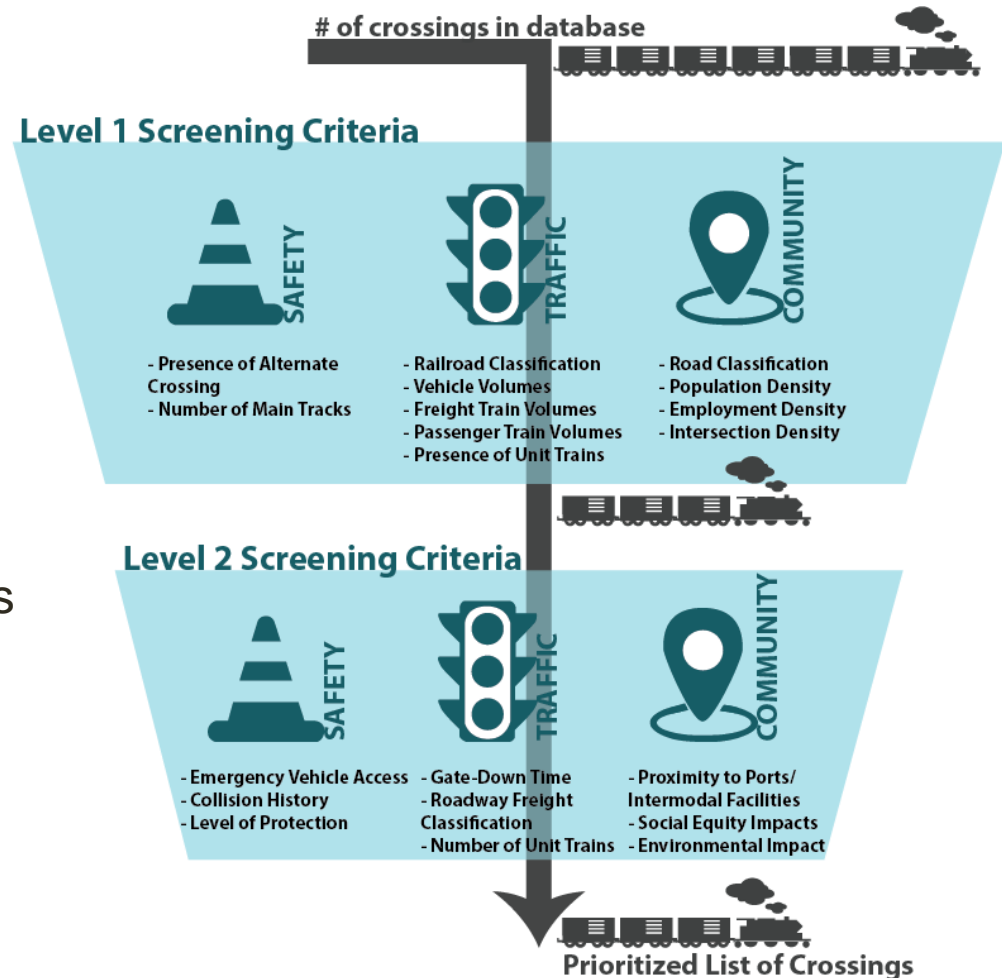 # of crossings in database
Level 1 Screening Criteria
SAFETY
- Presence of Alternate
Crossing
- Number of Main Tracks
TRAFFIC
- Railroad Classification
- Vehicle Volumes
- Freight Train Volumes
- Passenger Train Volumes
- Presence of Unit Trains
COMMUNITY
- Road Classification
- Population Density
- Employment Density
- Intersection Density
Level 2 Screening Criteria
s
SAFETY
- Emergency Vehicle Access
- Collision History
- Level of Protection
TRAFFIC
- Gate-Down Time
- Roadway Freight
Classification
- Number of Unit Trains
COMMUNITY
- Proximity to Ports/
Intermodal Facilities
- Social Equity Impacts
- Environmental Impact
Prioritized List of Crossings